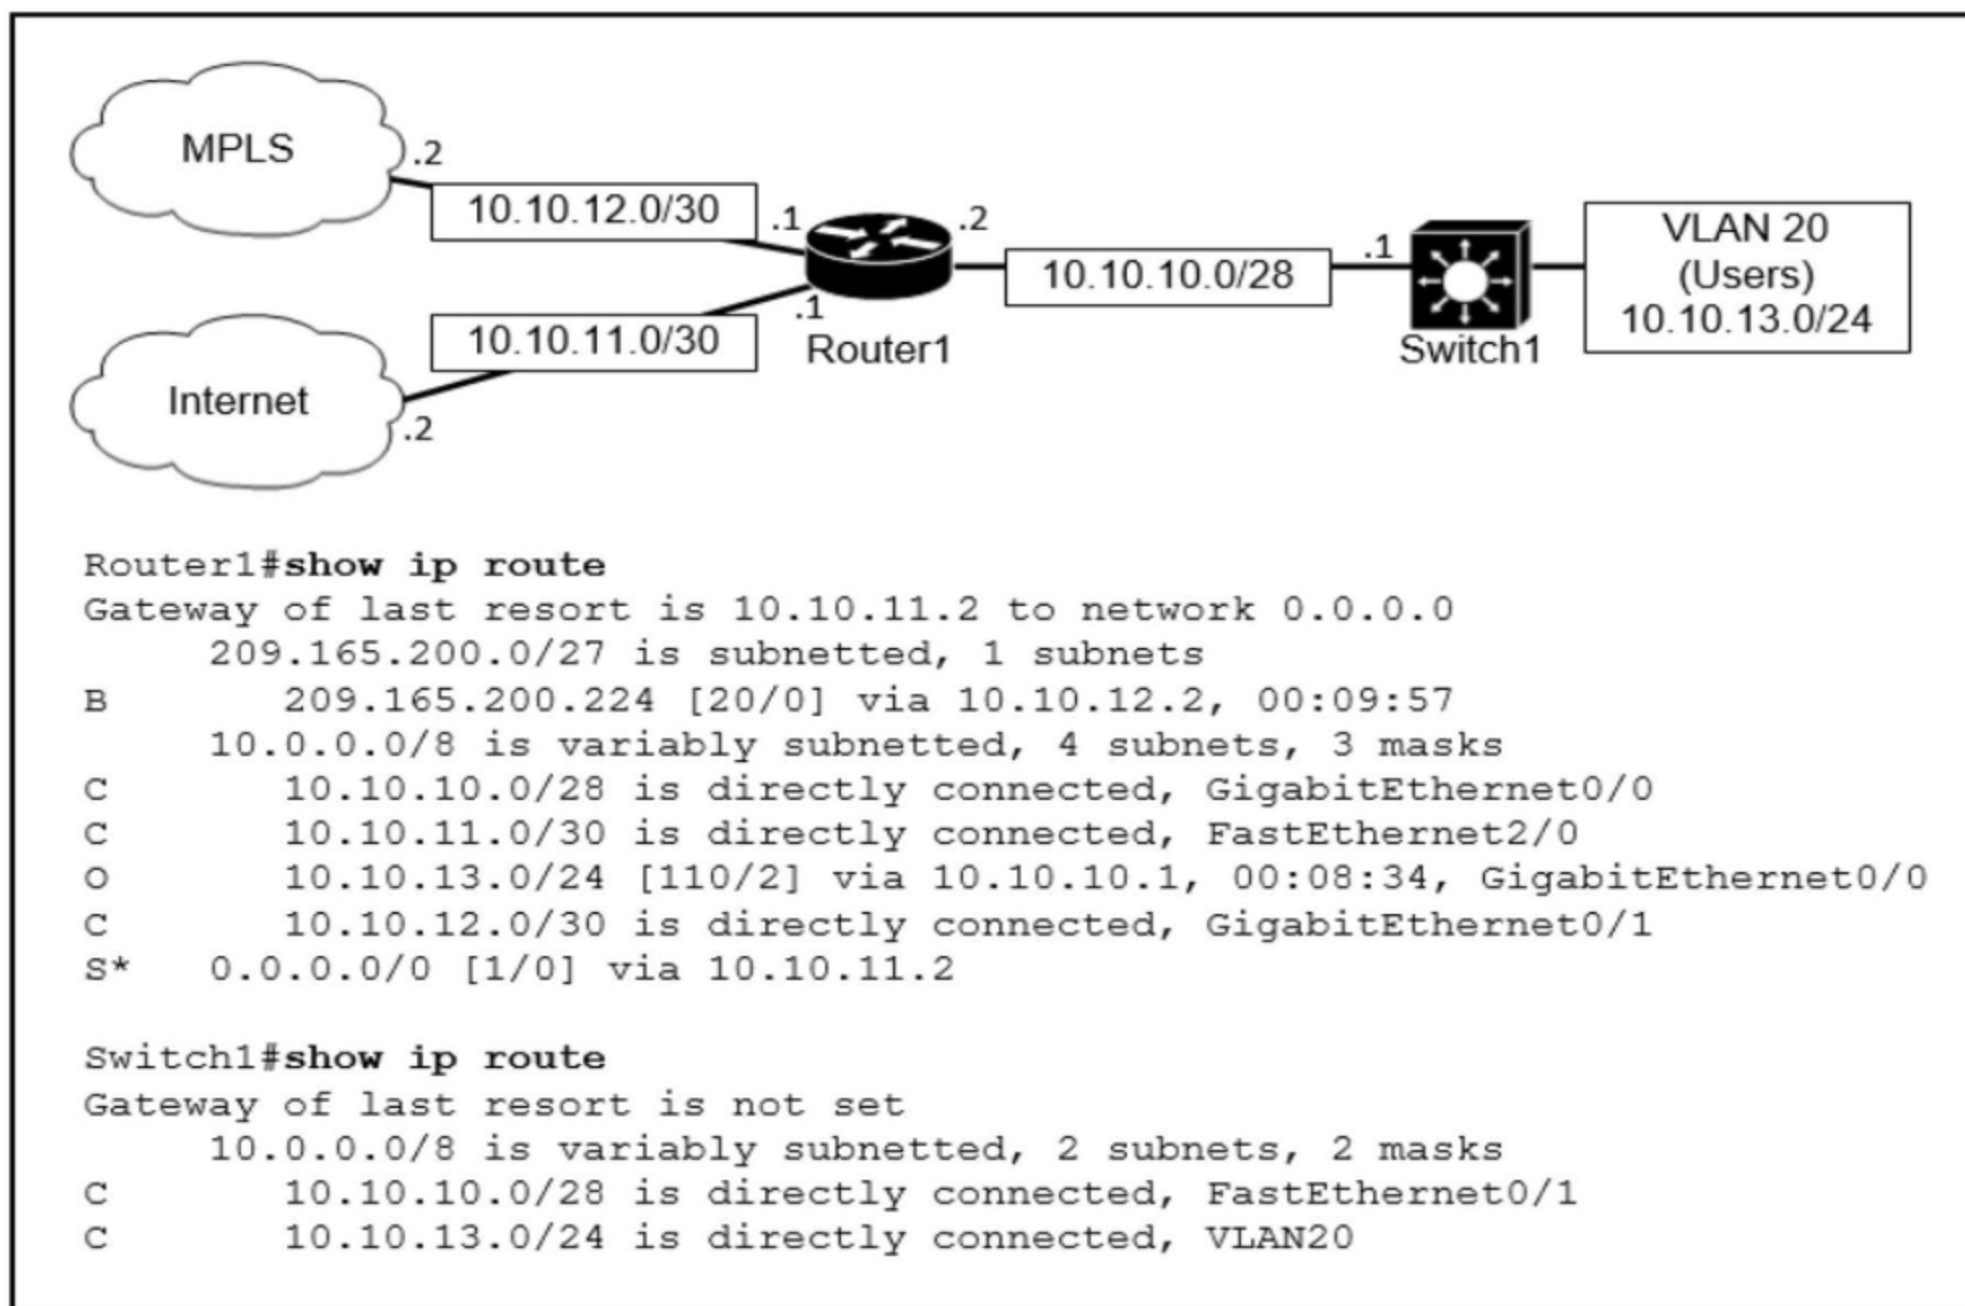 MPLS
.2
10.10.12.0/30
.1
.2
10.10.10.0/28
.1
VLAN 20
(Users)
10.10.13.0/24
Internet
.2
10.10.11.0/30
.1
Router1
Switch1
Router1#show ip route
Gateway of last resort is 10.10.11.2 to network 0.0.0.0
209.165.200.0/27 is subnetted, 1 subnets
B 209.165.200.224 [20/0] via 10.10.12.2, 00:09:57
10.0.0.0/8 is variably subnetted, 4 subnets, 3 masks
C 10.10.10.0/28 is directly connected, GigabitEthernet0/0
C 10.10.11.0/30 is directly connected, FastEthernet2/0
O 10.10.13.0/24 [110/2] via 10.10.10.1, 00:08:34, GigabitEthernet0/0
C 10.10.12.0/30 is directly connected, GigabitEthernet0/1
S* 0.0.0.0/0 [1/0] via 10.10.11.2
Switch1#show ip route
Gateway of last resort is not set
10.0.0.0/8 is variably subnetted, 2 subnets, 2 masks
C 10.10.10.0/28 is directly connected, FastEthernet0/1
C 10.10.13.0/24 is directly connected, VLAN20